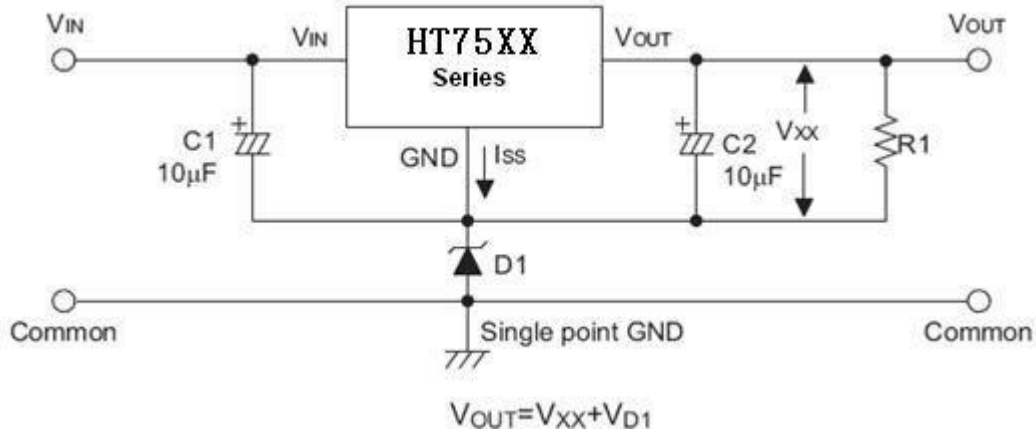 VIN
VIN
HT75XX
Series
VOUT
VOUT
C1
10μF
GND
ISS
C2
10μF
VXX
R1
D1
Common
Single point GND
Common
VOUT=VXX+VD1